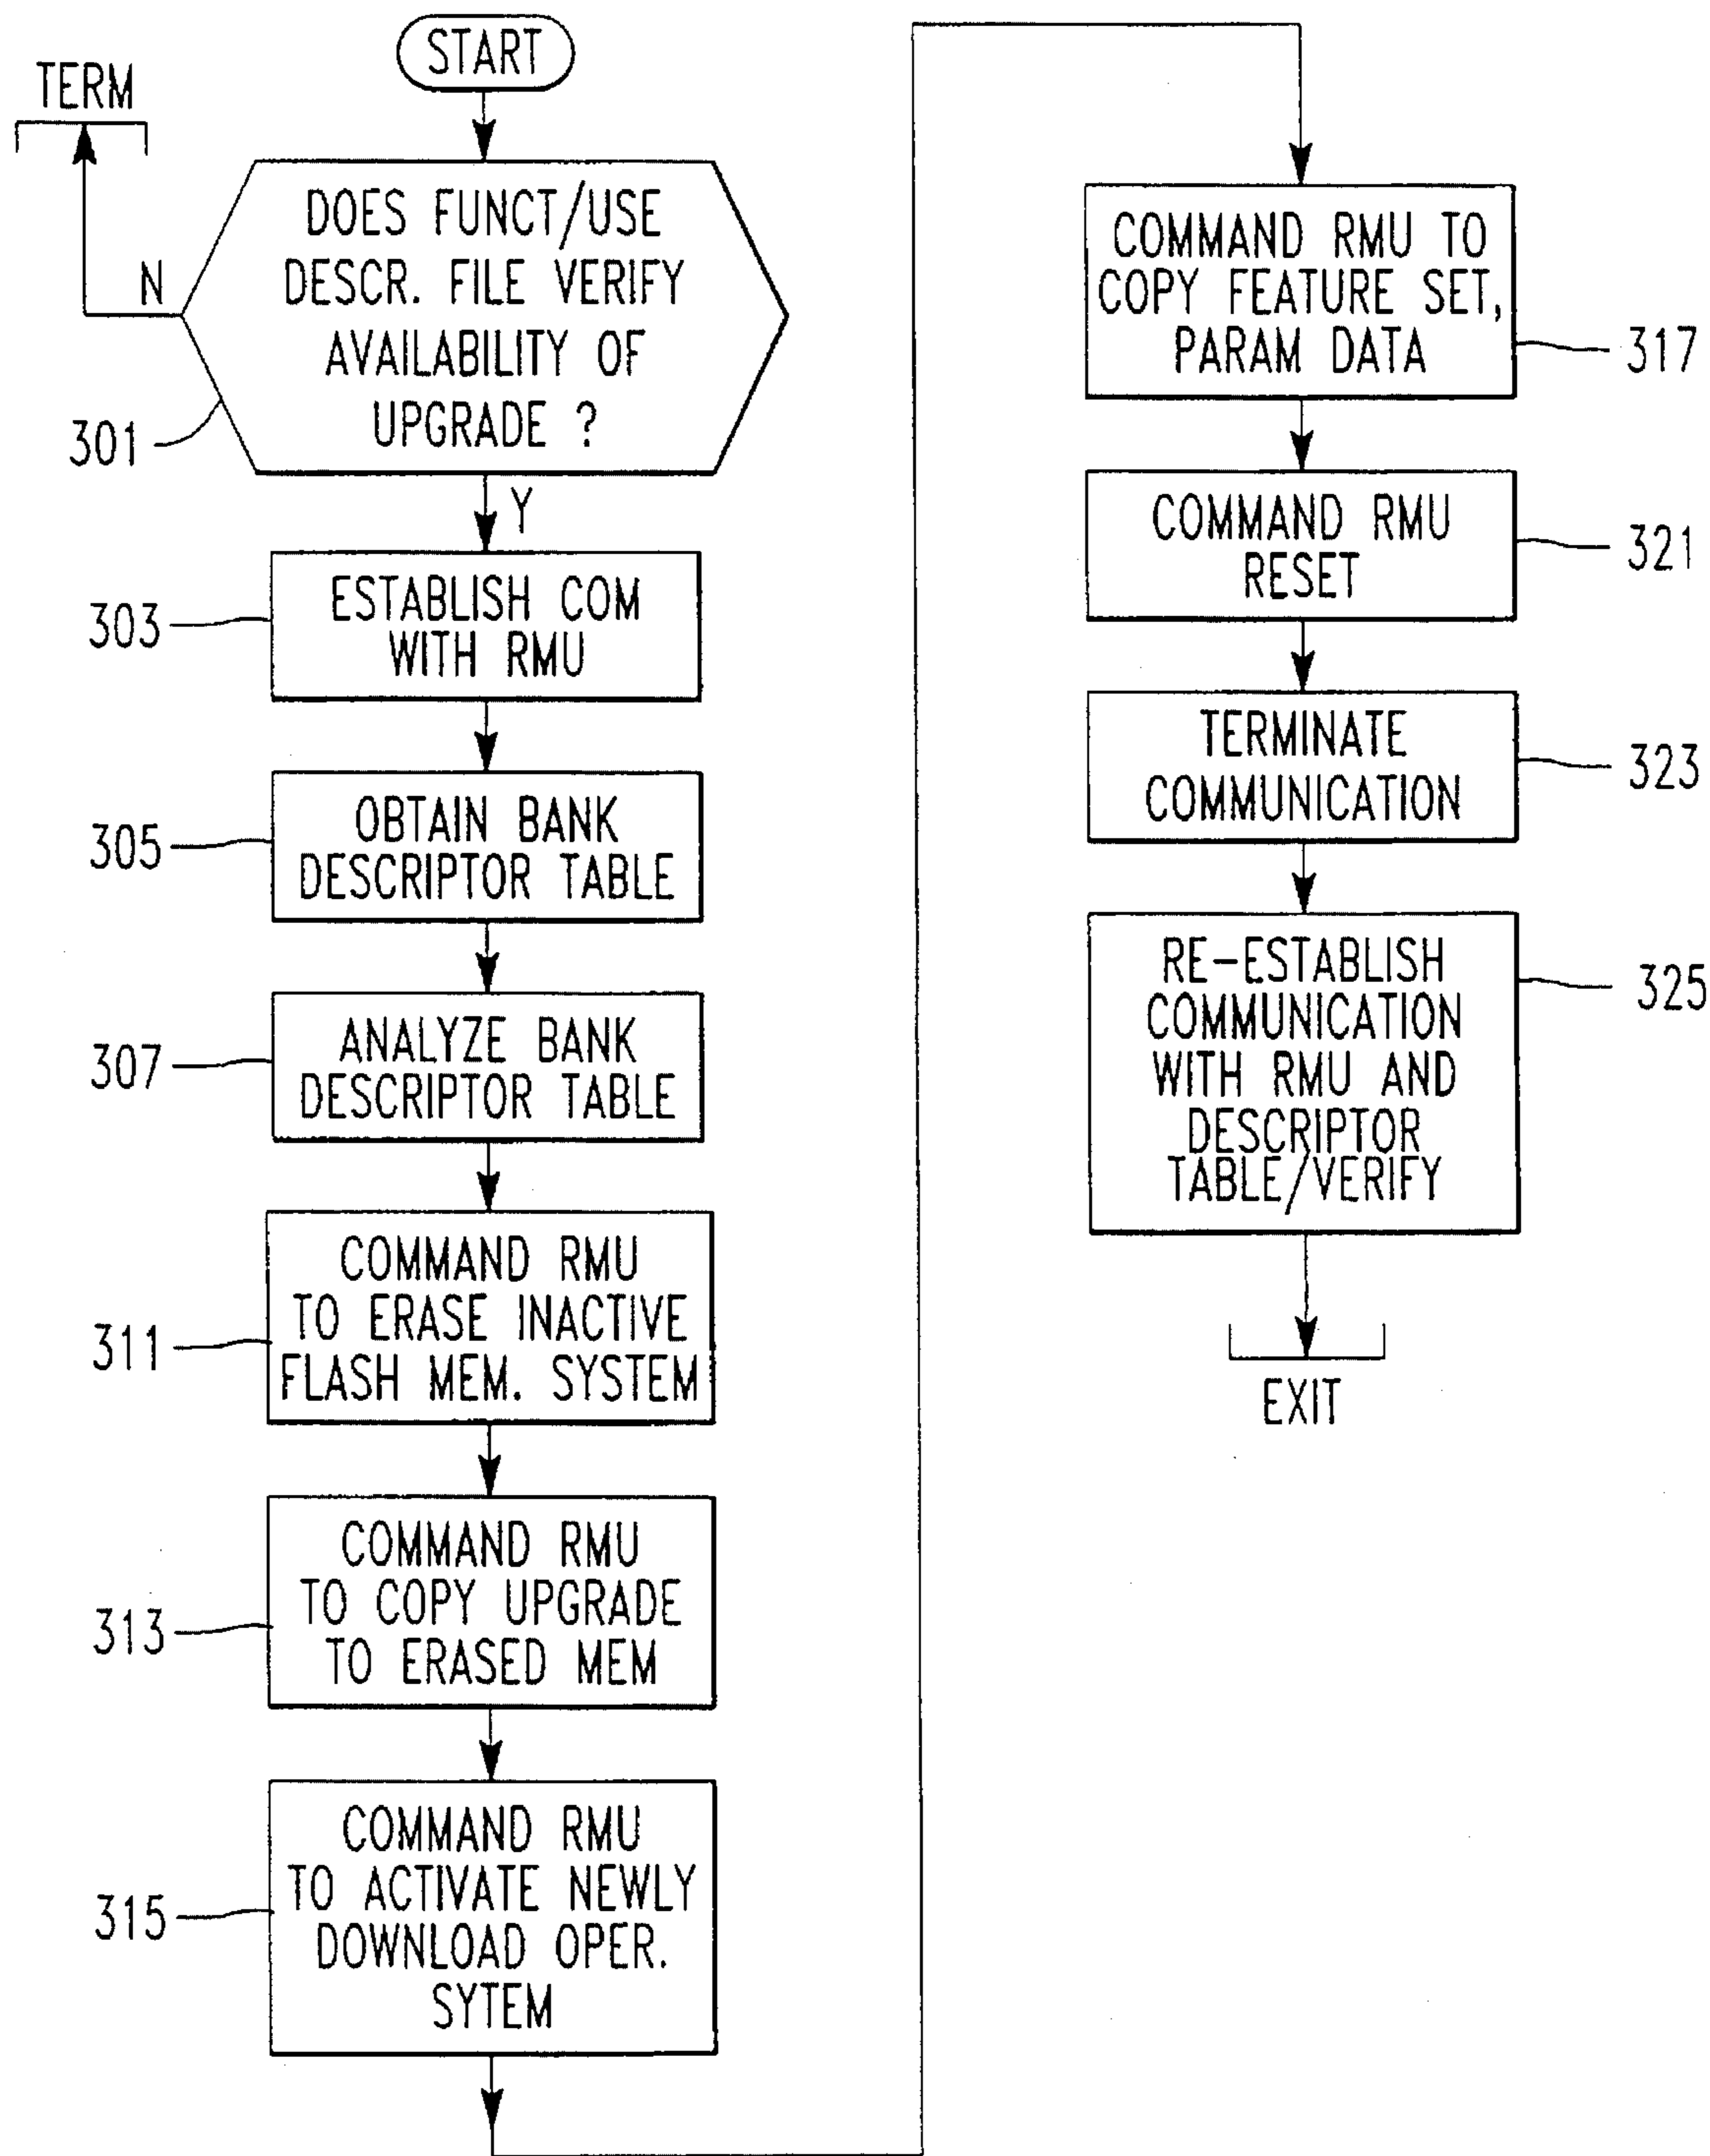 START
TERM
DOES FUNCT/USE
DESCR. FILE VERIFY
AVAILABILITY OF
UPGRADE ?
N
301
Y
ESTABLISH COM
WITH RMU
303
OBTAIN BANK
DESCRIPTOR TABLE
305
ANALYZE BANK
DESCRIPTOR TABLE
307
COMMAND RMU
TO ERASE INACTIVE
FLASH MEM. SYSTEM
311
COMMAND RMU
TO COPY UPGRADE
TO ERASED MEM
313
COMMAND RMU
TO ACTIVATE NEWLY
DOWNLOAD OPER.
SYTEM
315
COMMAND RMU TO
COPY FEATURE SET,
PARAM DATA
317
COMMAND RMU
RESET
321
TERMINATE
COMMUNICATION
323
RE-ESTABLISH
COMMUNICATION
WITH RMU AND
DESCRIPTOR
TABLE/VERIFY
325
EXIT